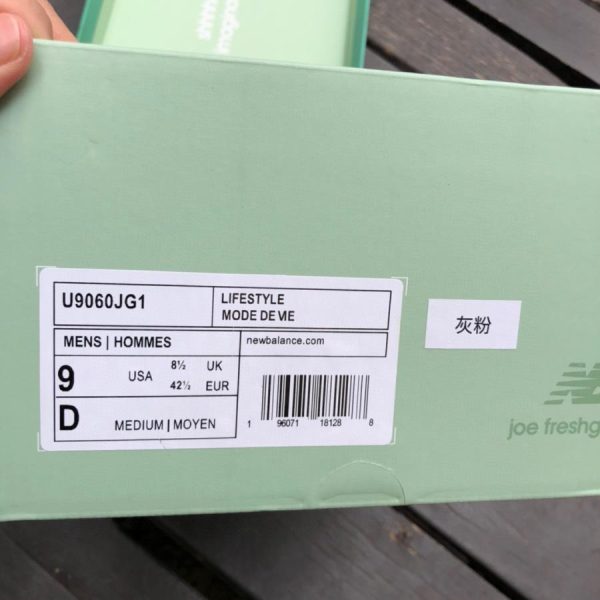 U9060JG1
LIFESTYLE
MODE DE VIE
MENS | HOMMES
newbalance.com
9
USA
8½ UK
42½ EUR
D
MEDIUM | MOYEN
1 96071 18128 8
灰粉
joe freshg